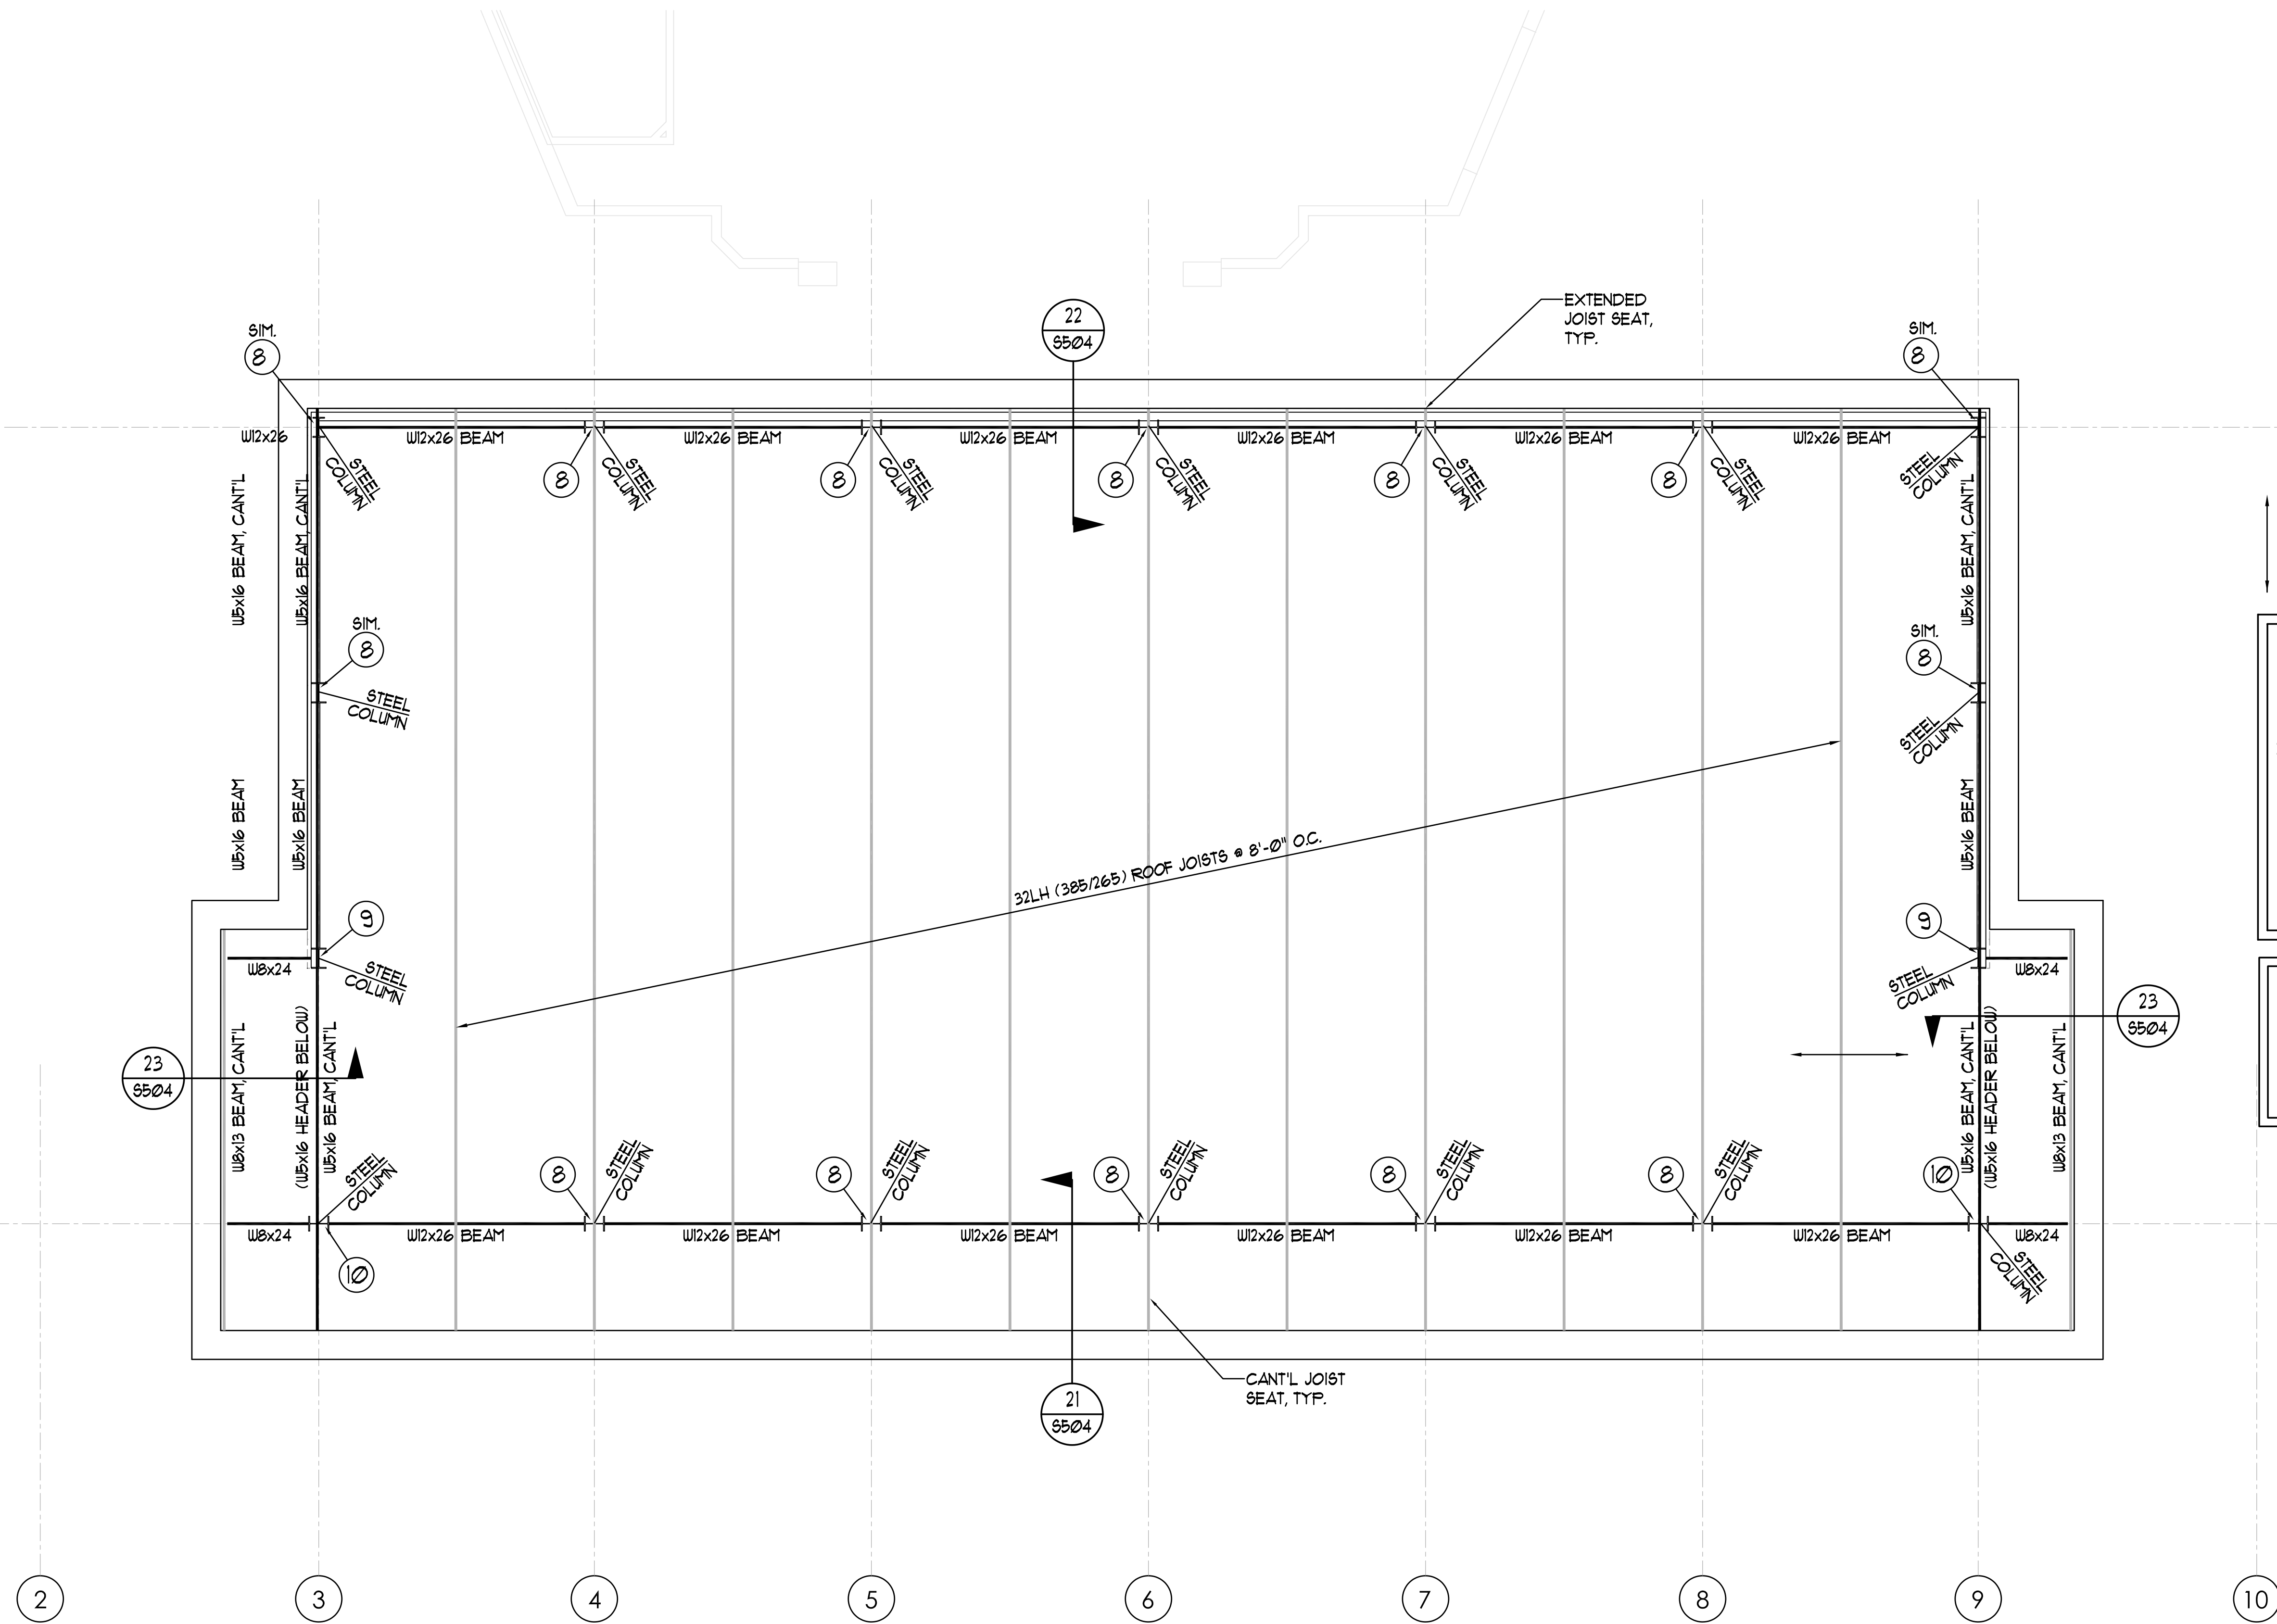 22
S504
EXTENDED
JOIST SEAT,
TYP.
SIM.
8
SIM.
8
W12x26
W12x26 BEAM
W12x26 BEAM
W12x26 BEAM
W12x26 BEAM
W12x26 BEAM
W12x26 BEAM
STEEL
COLUMN
8
STEEL
COLUMN
8
STEEL
COLUMN
8
STEEL
COLUMN
8
STEEL
COLUMN
8
STEEL
COLUMN
STEEL
COLUMN
W5x16 BEAM, CANT'L
W5x16 BEAM, CANT'L
W5x16 BEAM, CANT'L
SIM.
8
STEEL
COLUMN
SIM.
8
STEEL
COLUMN
W5x16 BEAM
W5x16 BEAM
W5x16 BEAM
32LH (385/265) ROOF JOISTS @ 8'-0" O.C.
9
STEEL
COLUMN
9
STEEL
COLUMN
W8x24
W8x24
23
S504
23
S504
W8x13 BEAM, CANT'L
(W5x16 HEADER BELOW)
W5x16 BEAM, CANT'L
W5x16 BEAM, CANT'L
(W5x16 HEADER BELOW)
W8x13 BEAM, CANT'L
STEEL
COLUMN
8
STEEL
COLUMN
8
STEEL
COLUMN
8
STEEL
COLUMN
8
STEEL
COLUMN
8
STEEL
COLUMN
10
W8x24
W12x26 BEAM
W12x26 BEAM
W12x26 BEAM
W12x26 BEAM
W12x26 BEAM
W12x26 BEAM
W8x24
10
STEEL
COLUMN
CANT'L JOIST
SEAT, TYP.
21
S504
2
3
4
5
6
7
8
9
10